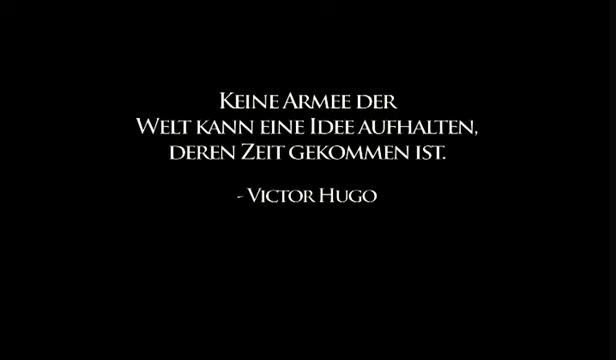 Keine Armee der
Welt kann eine Idee aufhalten,
deren Zeit gekommen ist.
- Victor Hugo